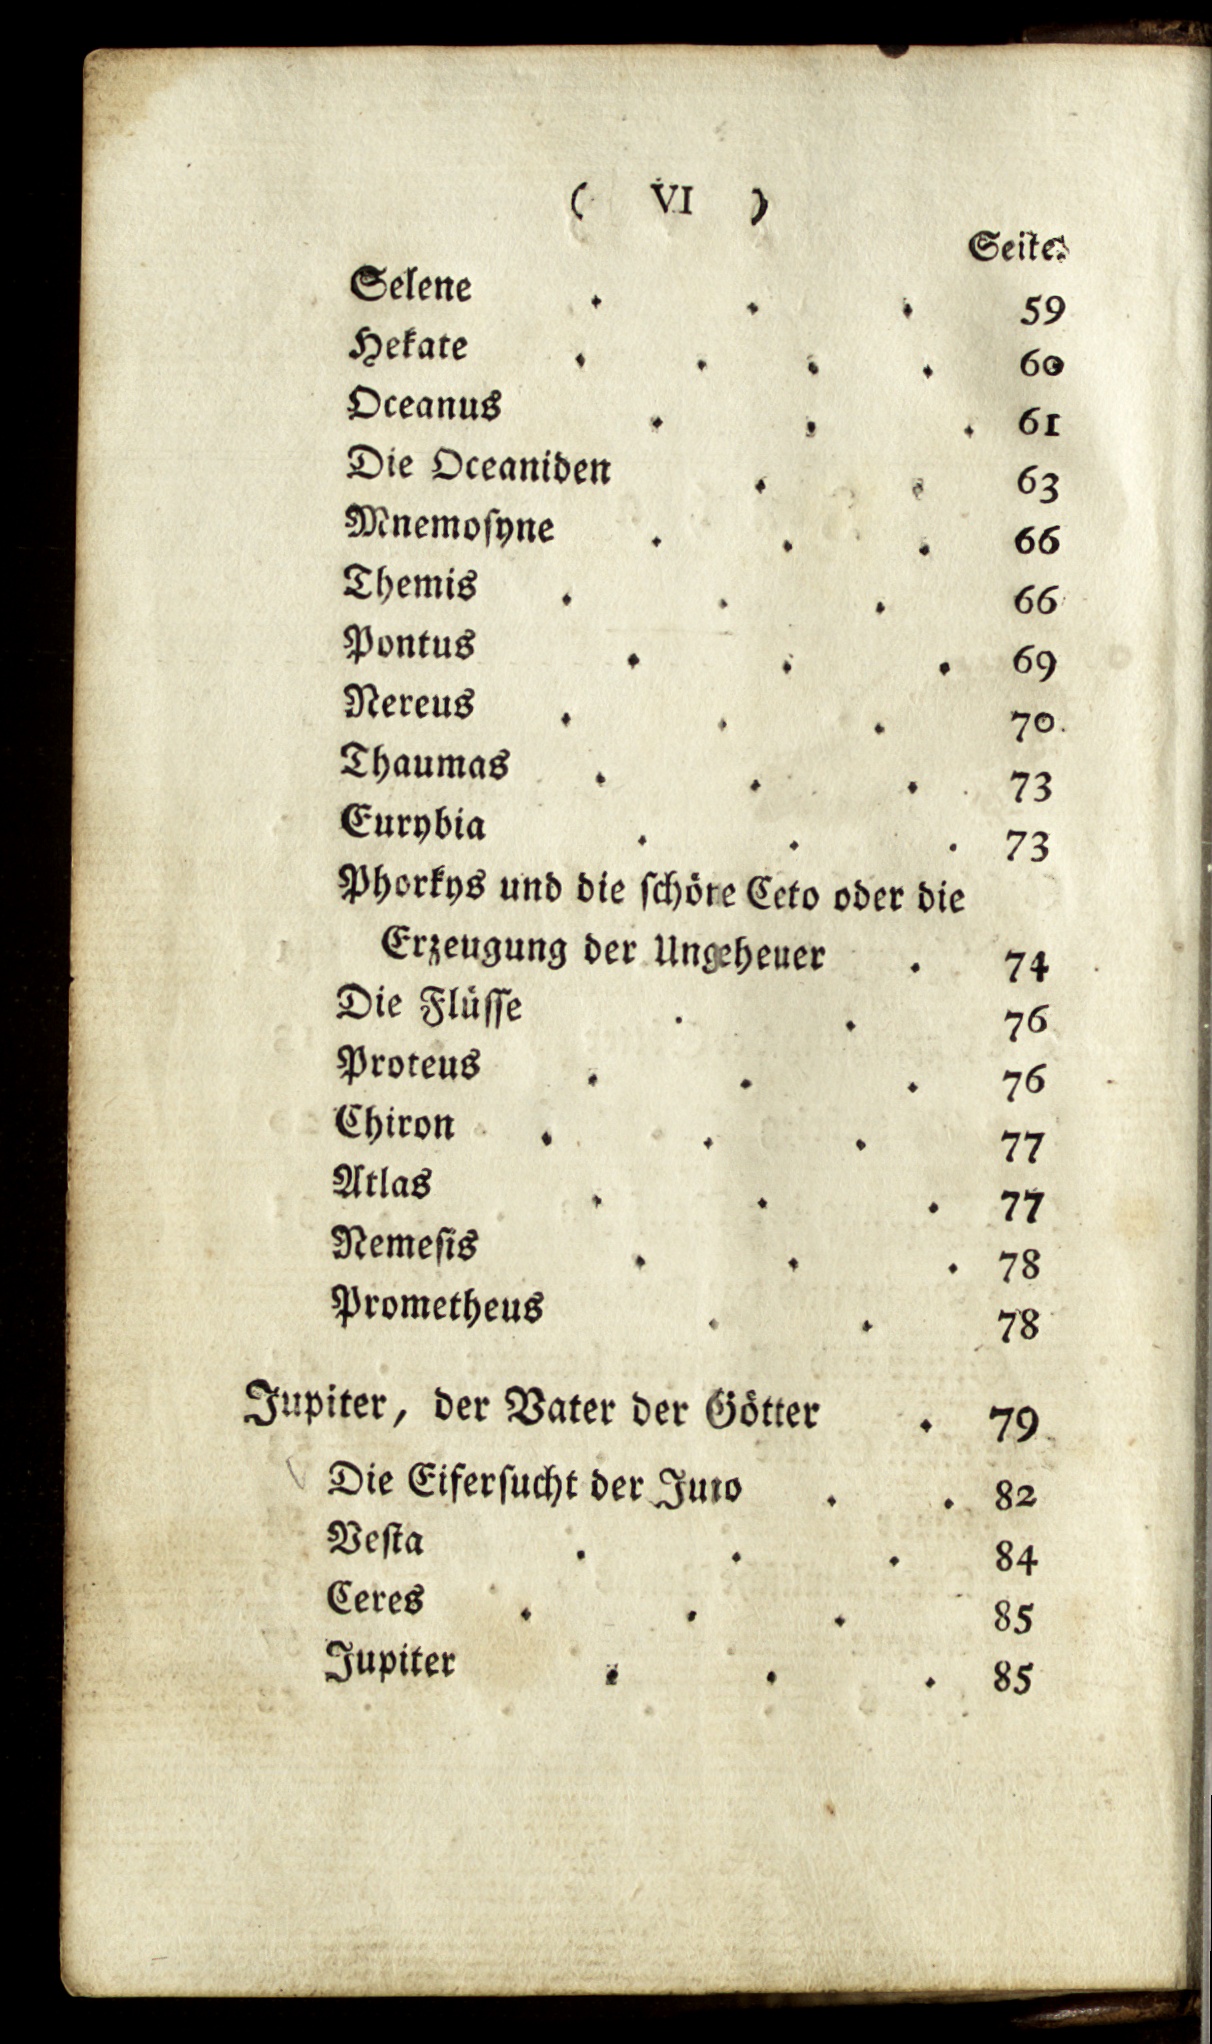 ( VI )
Seite.
Selene . . . 59
Hekate . . . . 60
Oceanus . . . 61
Die Oceaniden . . 63
Mnemoſyne . . . 66
Themis . . . 66
Pontus . . . 69
Nereus . . . 70
Thaumas . . . 73
Eurybia . . . 73
Phorkys und die ſchöne Ceto oder die
Erzeugung der Ungeheuer . 74
Die Flüſſe . . 76
Proteus . . . 76
Chiron . . . 77
Atlas . . . 77
Nemeſis . . . 78
Prometheus . . 78
Jupiter, der Vater der Götter . 79
Die Eiferſucht der Juno . . 82
Veſta . . . 84
Ceres . . . 85
Jupiter . . . 85